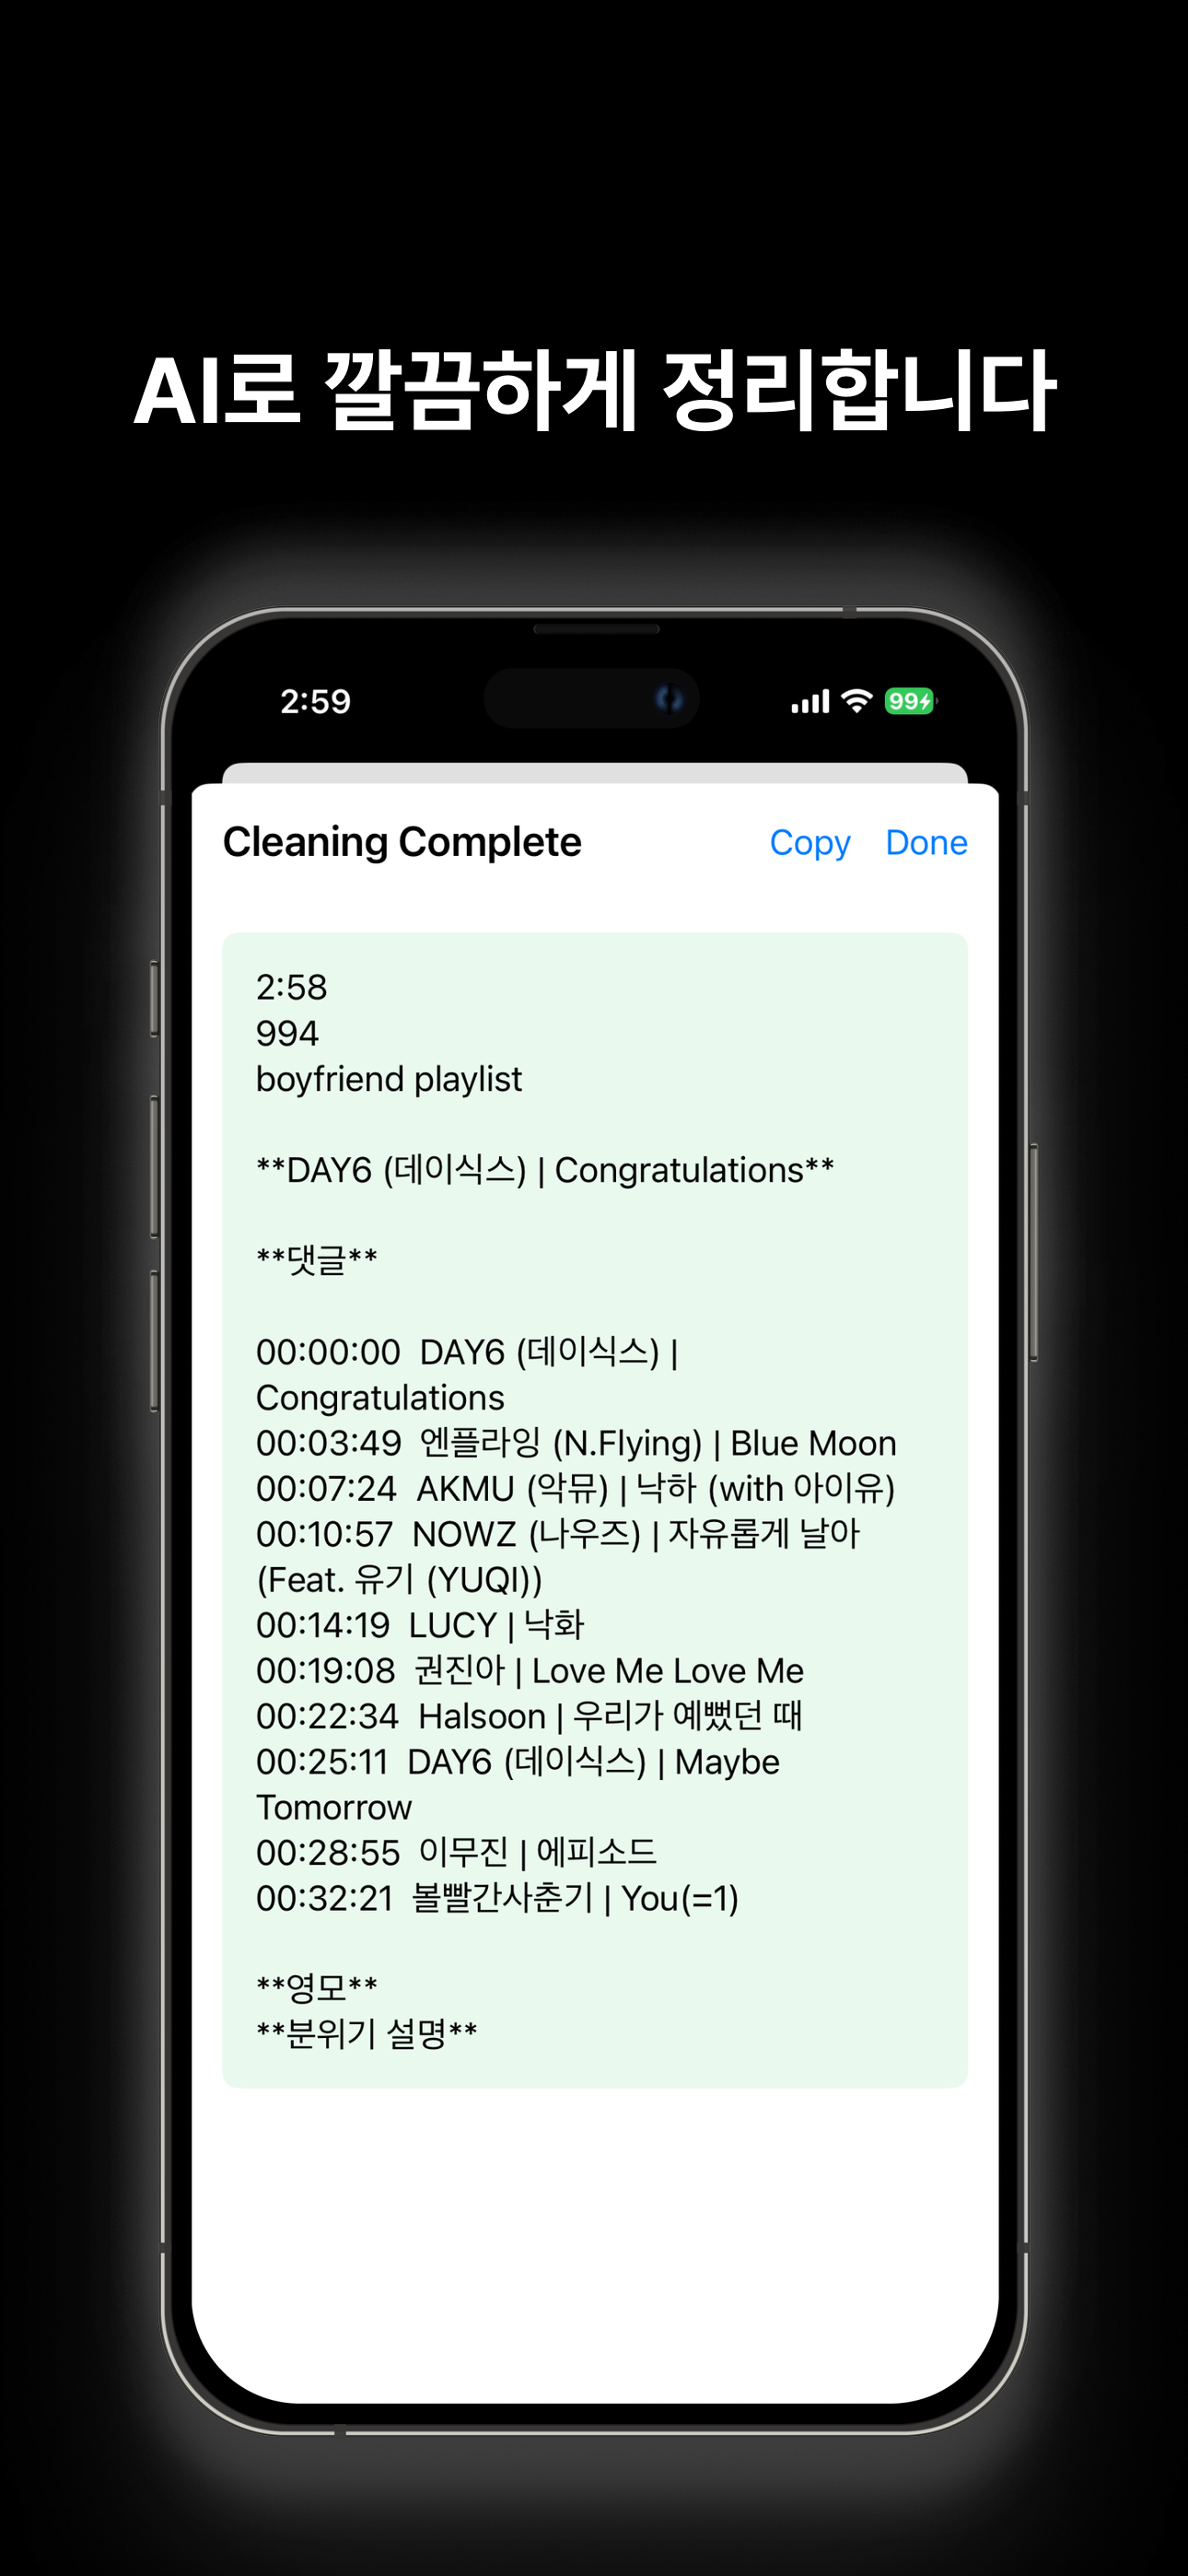 AI로 깔끔하게 정리합니다
2:59
99
Cleaning Complete
Copy Done
2:58
994
boyfriend playlist
**DAY6 (데이식스) | Congratulations**
**댓글**
00:00:00 DAY6 (데이식스) |
Congratulations
00:03:49 엔플라잉 (N.Flying) | Blue Moon
00:07:24 AKMU (악뮤) | 낙하 (with 아이유)
00:10:57 NOWZ (나우즈) | 자유롭게 날아
(Feat. 유기 (YUQI))
00:14:19 LUCY | 낙화
00:19:08 권진아 | Love Me Love Me
00:22:34 Halsoon | 우리가 예뻤던 때
00:25:11 DAY6 (데이식스) | Maybe
Tomorrow
00:28:55 이무진 | 에피소드
00:32:21 볼빨간사춘기 | You(=1)
**영모**
**분위기 설명**